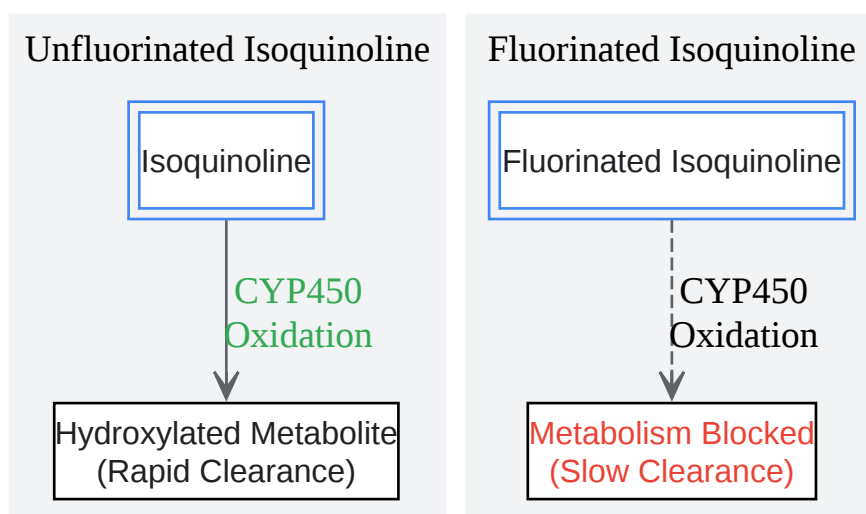 Unfluorinated Isoquinoline
Isoquinoline
CYP450
Oxidation
Hydroxylated Metabolite
(Rapid Clearance)
Fluorinated Isoquinoline
Fluorinated Isoquinoline
CYP450
Oxidation
Metabolism Blocked
(Slow Clearance)